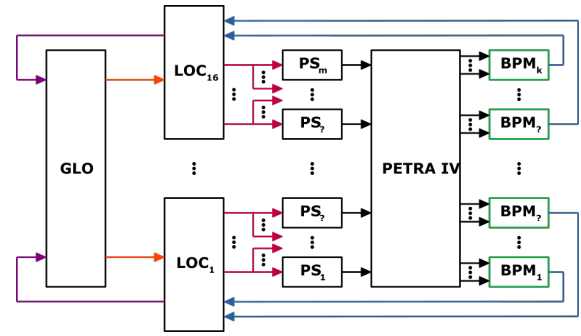 LOC₁₆ PSₘ BPMₖ
PS? BPM?
GLO PETRA IV
PS? BPM?
LOC₁ PS₁ BPM₁